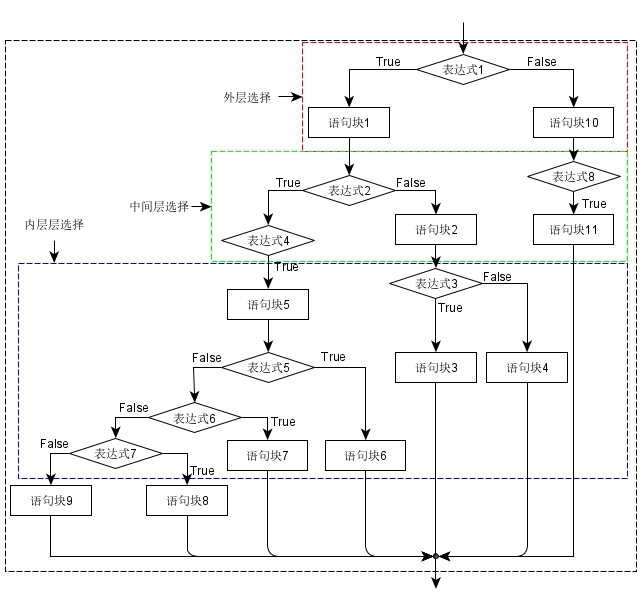 表达式1
True
False
外层选择
语句块1
语句块10
表达式2
表达式8
True
False
True
中间层选择
语句块2
语句块11
内层层选择
表达式4
True
表达式3
False
True
语句块5
表达式5
False
True
语句块3
语句块4
表达式6
False
True
表达式7
False
True
语句块7
语句块6
语句块9
语句块8